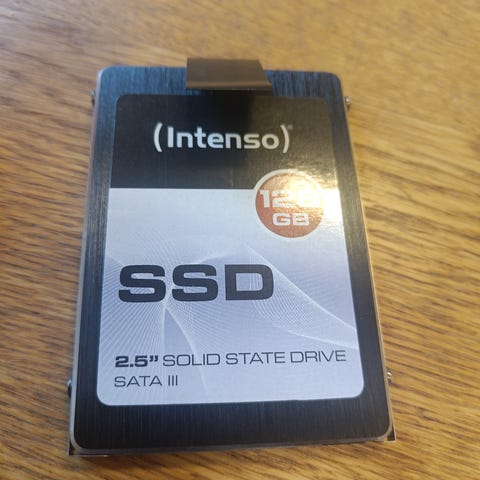 (intenso)®
GB
SSD
2.5" SOLID STATE DRIVE
SATA III